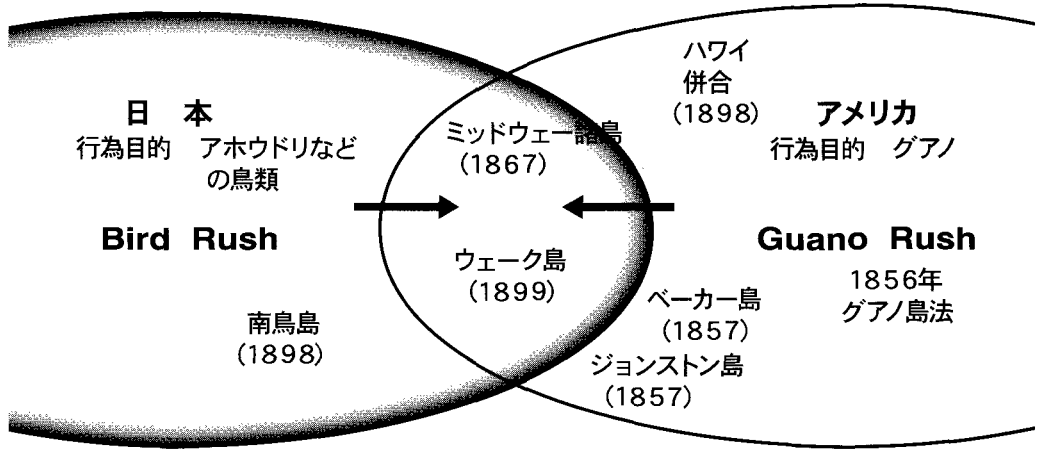 日 本
行為目的 アホウドリなど
の鳥類
Bird Rush
南鳥島
(1898)
ミッドウェー諸島
(1867)
ウェーク島
(1899)
ハワイ
併合
(1898)
アメリカ
行為目的 グアノ
Guano Rush
1856年
グアノ島法
ベーカー島
(1857)
ジョンストン島
(1857)